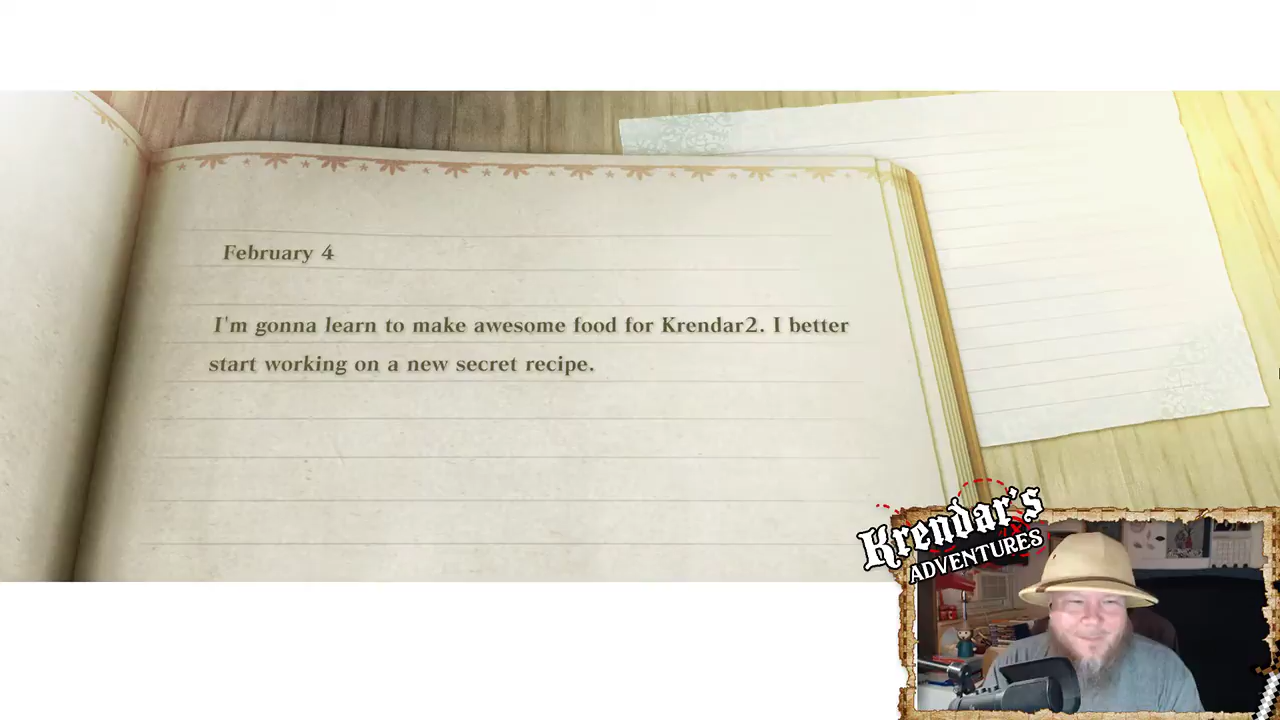 February 4
I'm gonna learn to make awesome food for Krendar2. I better
start working on a new secret recipe.
Krendar's
ADVENTURES